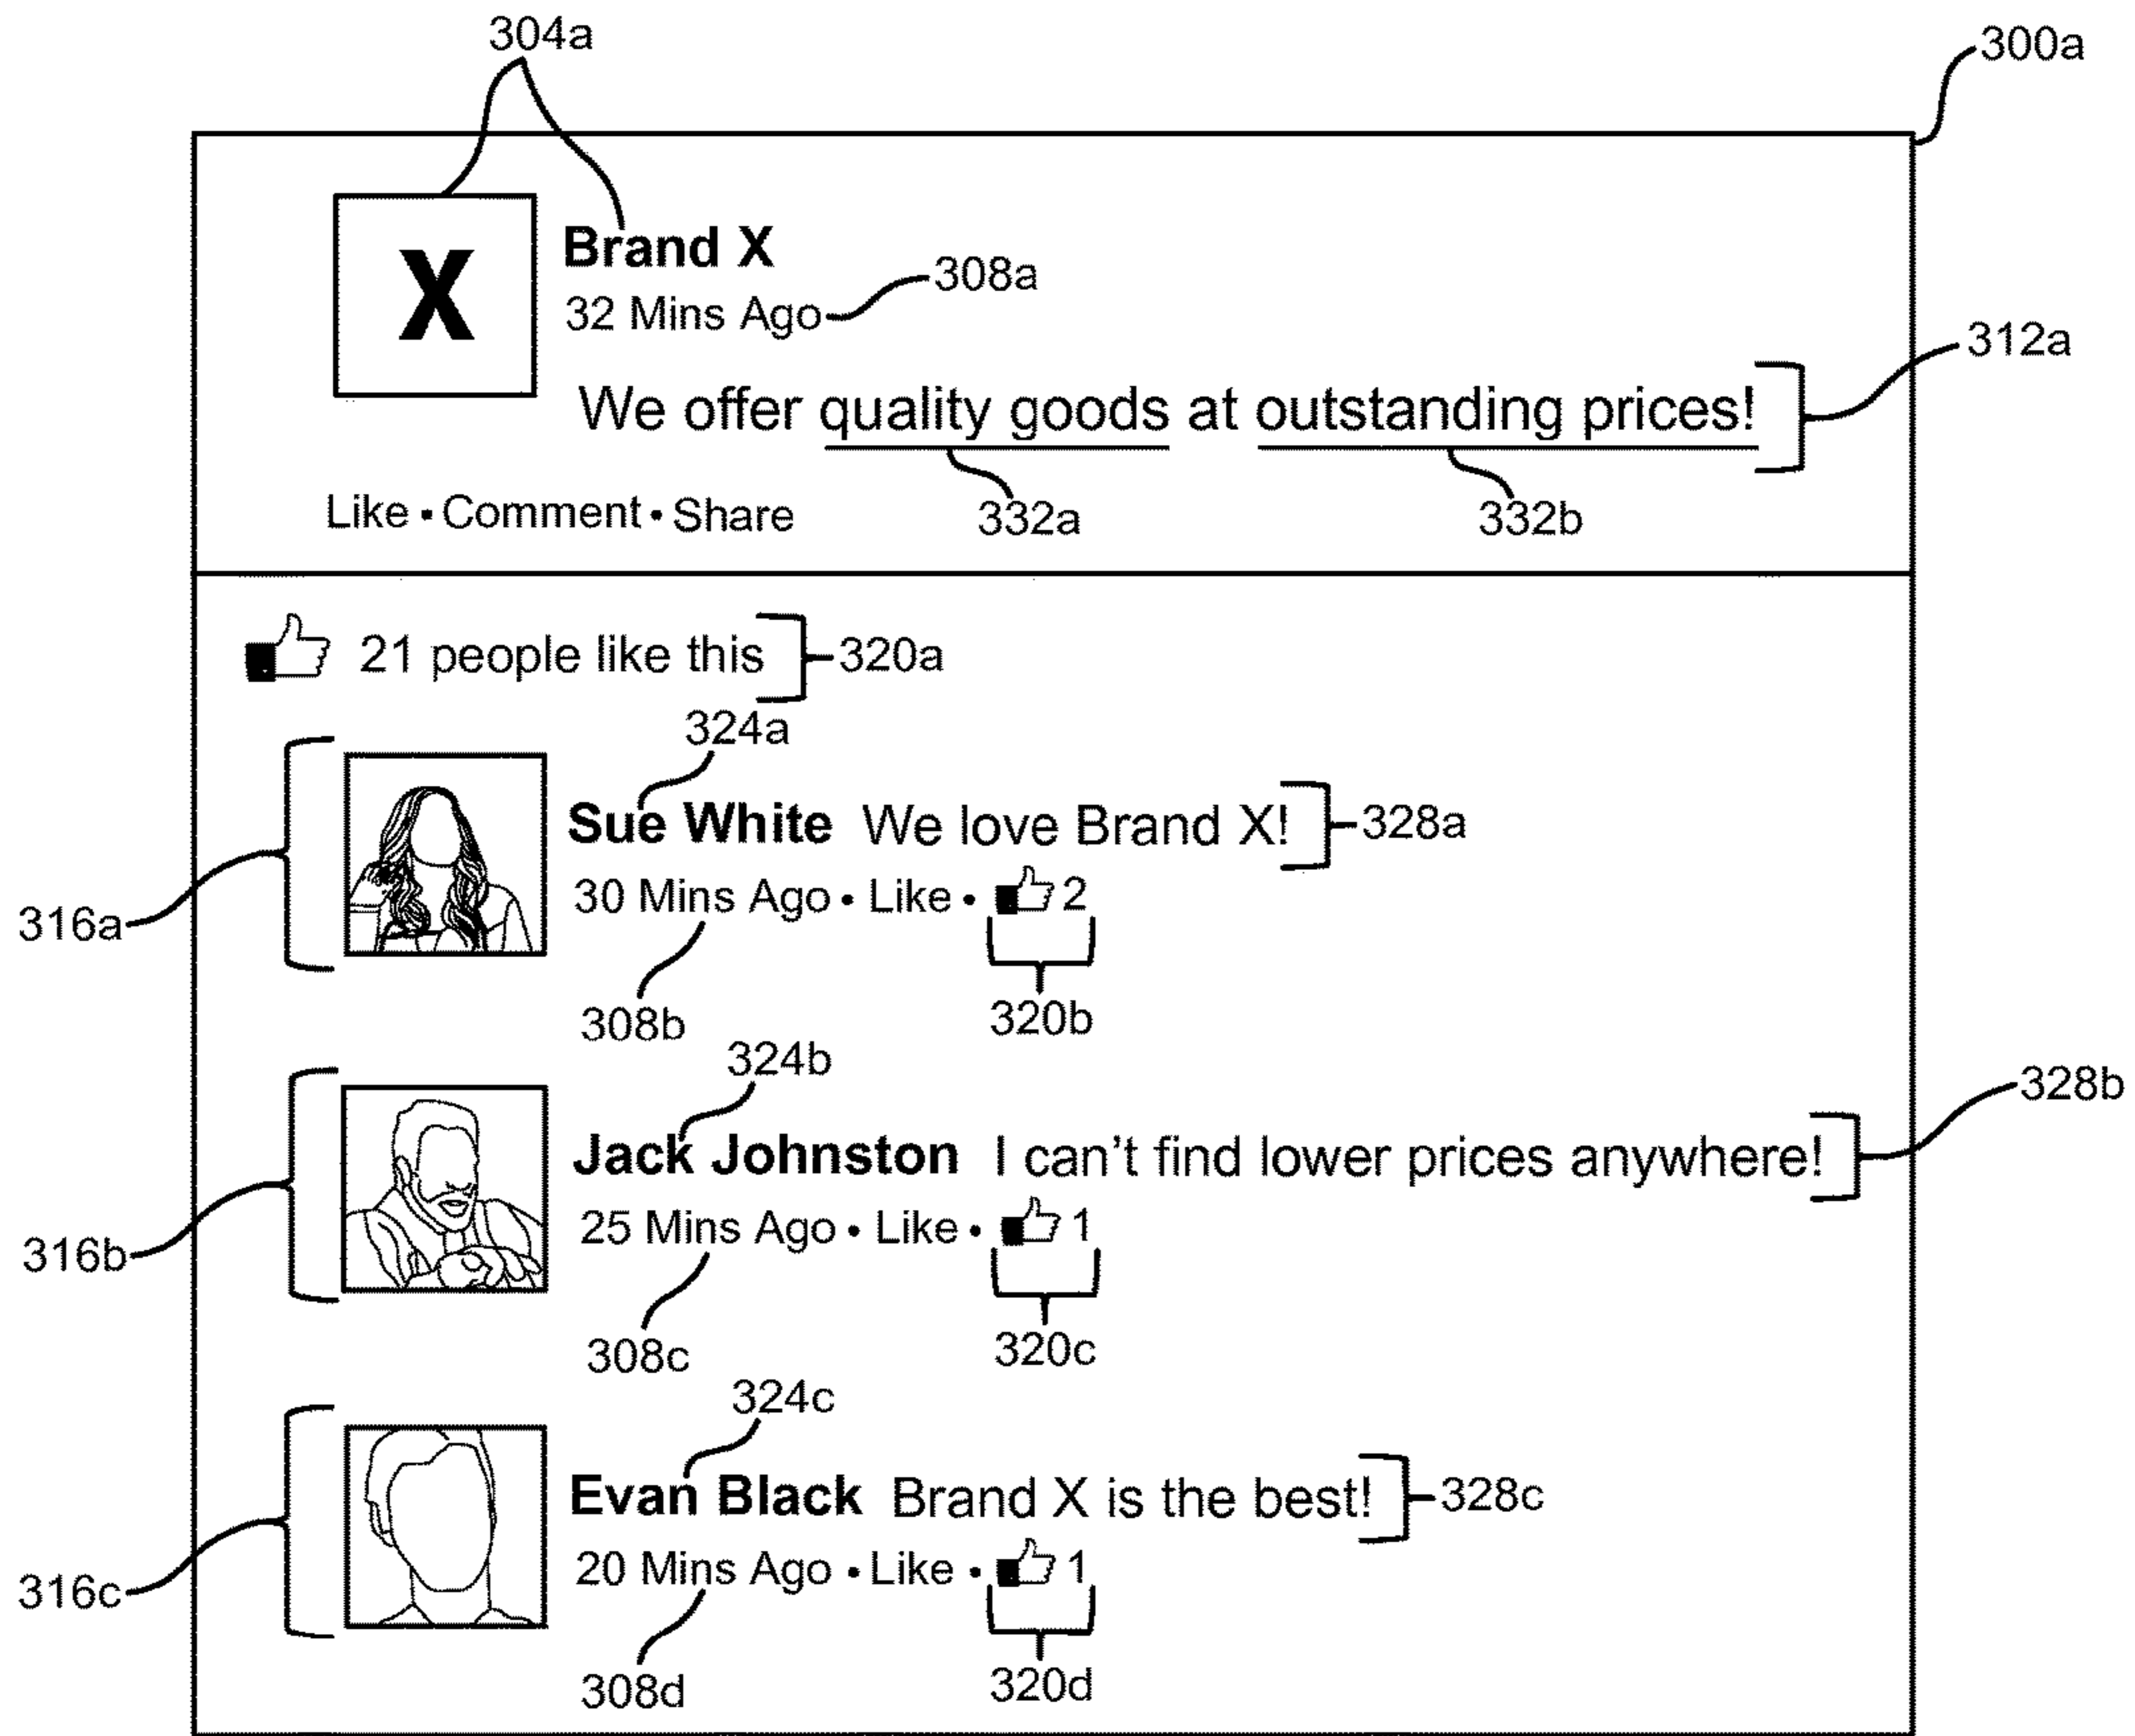 304a
300a
X
Brand X
308a
32 Mins Ago
312a
We offer quality goods at outstanding prices!
Like • Comment • Share
332a
332b
21 people like this
320a
324a
Sue White We love Brand X!
328a
30 Mins Ago • Like • 2
316a
308b
320b
324b
328b
Jack Johnston I can't find lower prices anywhere!
25 Mins Ago • Like • 1
316b
308c
320c
324c
Evan Black Brand X is the best!
328c
20 Mins Ago • Like • 1
316c
308d
320d